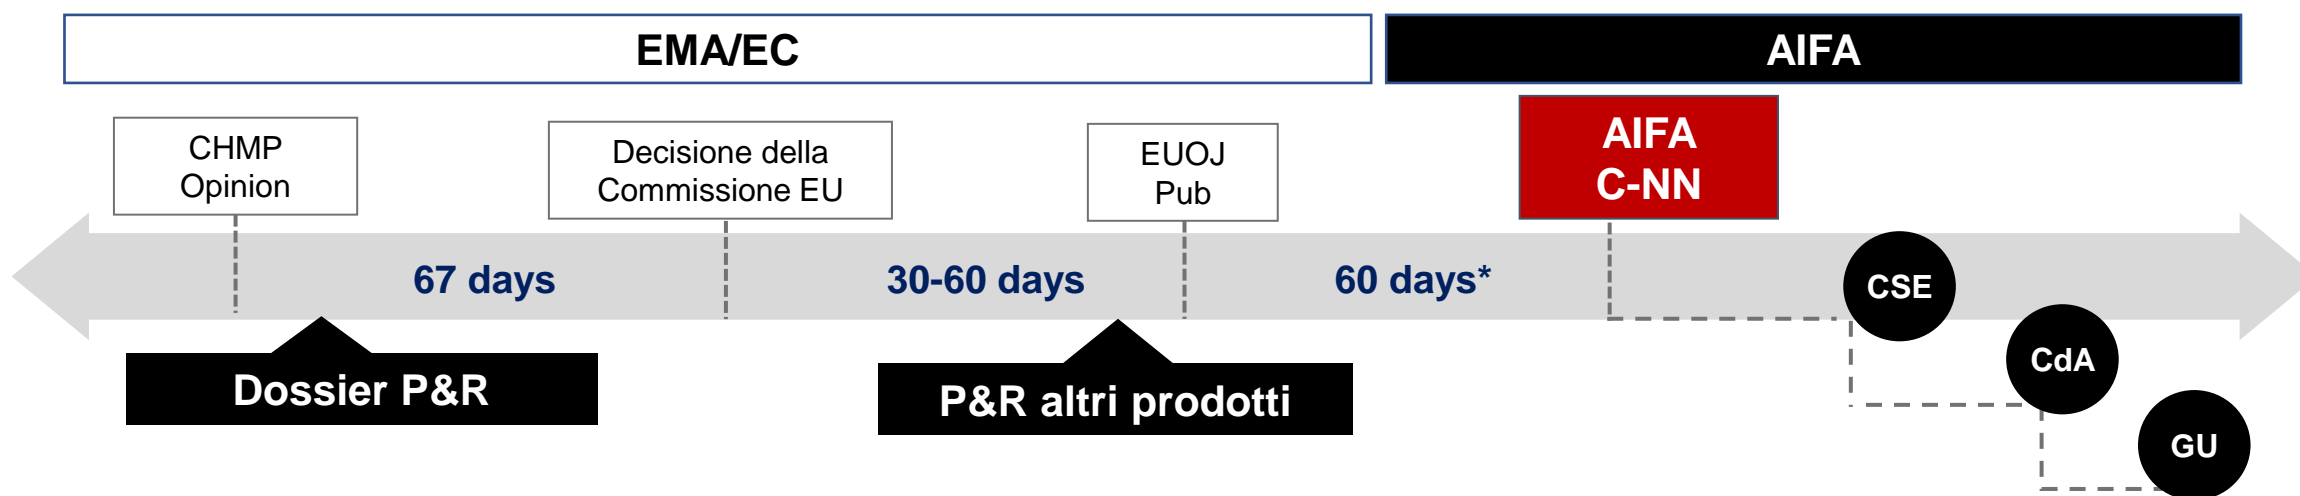 EMA/EC
AIFA
CHMP
Opinion
Decisione della
Commissione EU
EUOJ
Pub
AIFA
C-NN
67 days
30-60 days
60 days*
CSE
CdA
GU
Dossier P&R
P&R altri prodotti